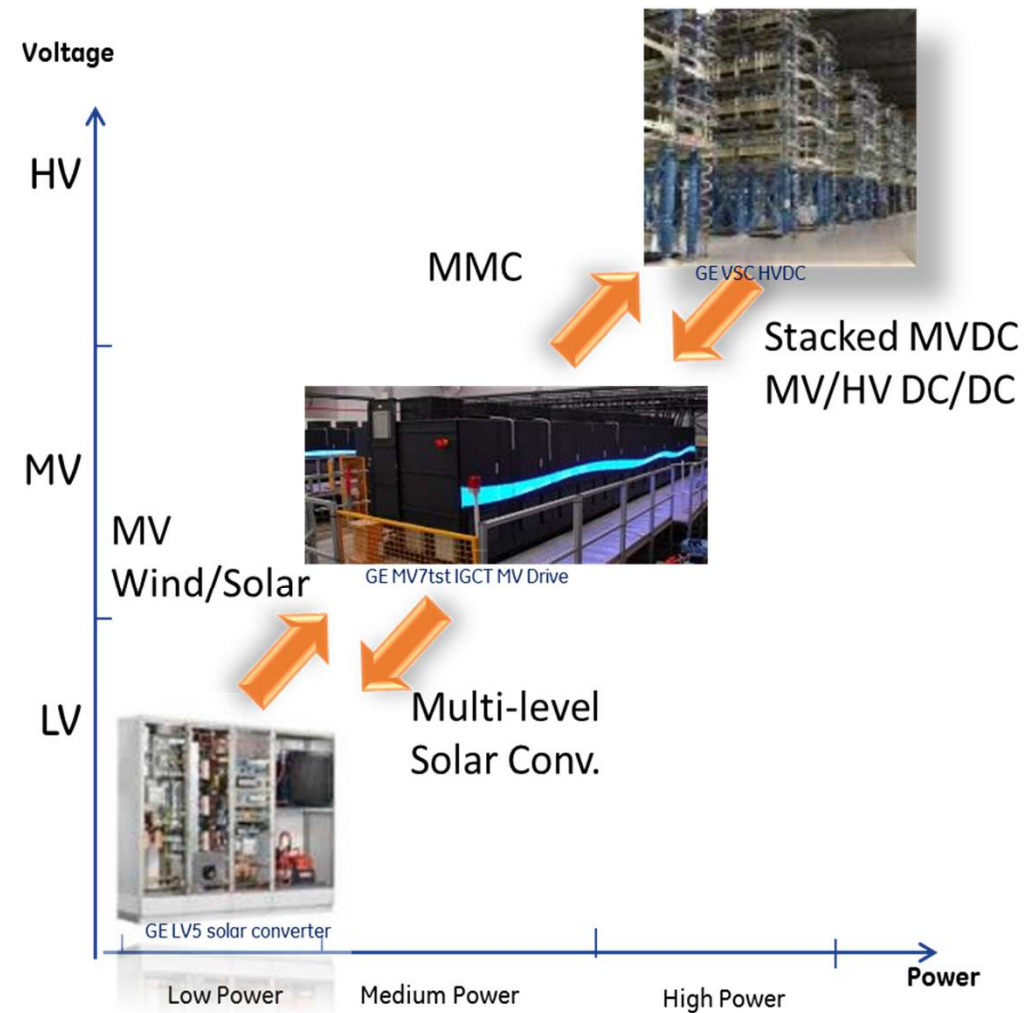 Voltage
HV
MMC
GE VSC HVDC
Stacked MVDC
MV/HV DC/DC
MV
MV
Wind/Solar
GE MV7tst IGCT MV Drive
LV
Multi-level
Solar Conv.
GE LV5 solar converter
Power
Low Power
Medium Power
High Power